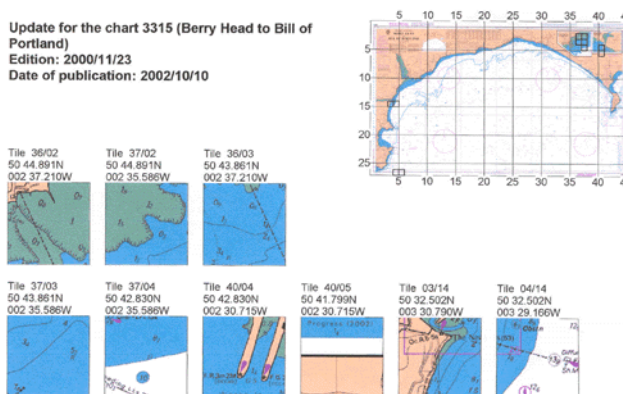 Update for the chart 3315 (Berry Head to Bill of
Portland)
Edition: 2000/11/23
Date of publication: 2002/10/10
5 10 15 20 25 30 35 40
5
10
15
20
25
5 10 15 20 25 30 35 40
Tile 36/02
50 44.891N
002 37.210W
Tile 37/02
50 44.891N
002 35.586W
Tile 36/03
50 43.861N
002 37.210W
Tile 37/03
50 43.861N
002 35.586W
Tile 37/04
50 42.830N
002 35.586W
Tile 40/04
50 42.830N
002 30.715W
Tile 40/05
50 41.799N
002 30.715W
Progress (2002)
Tile 03/14
50 32.502N
003 30.790W
Tile 04/14
50 32.502N
003 29.166W